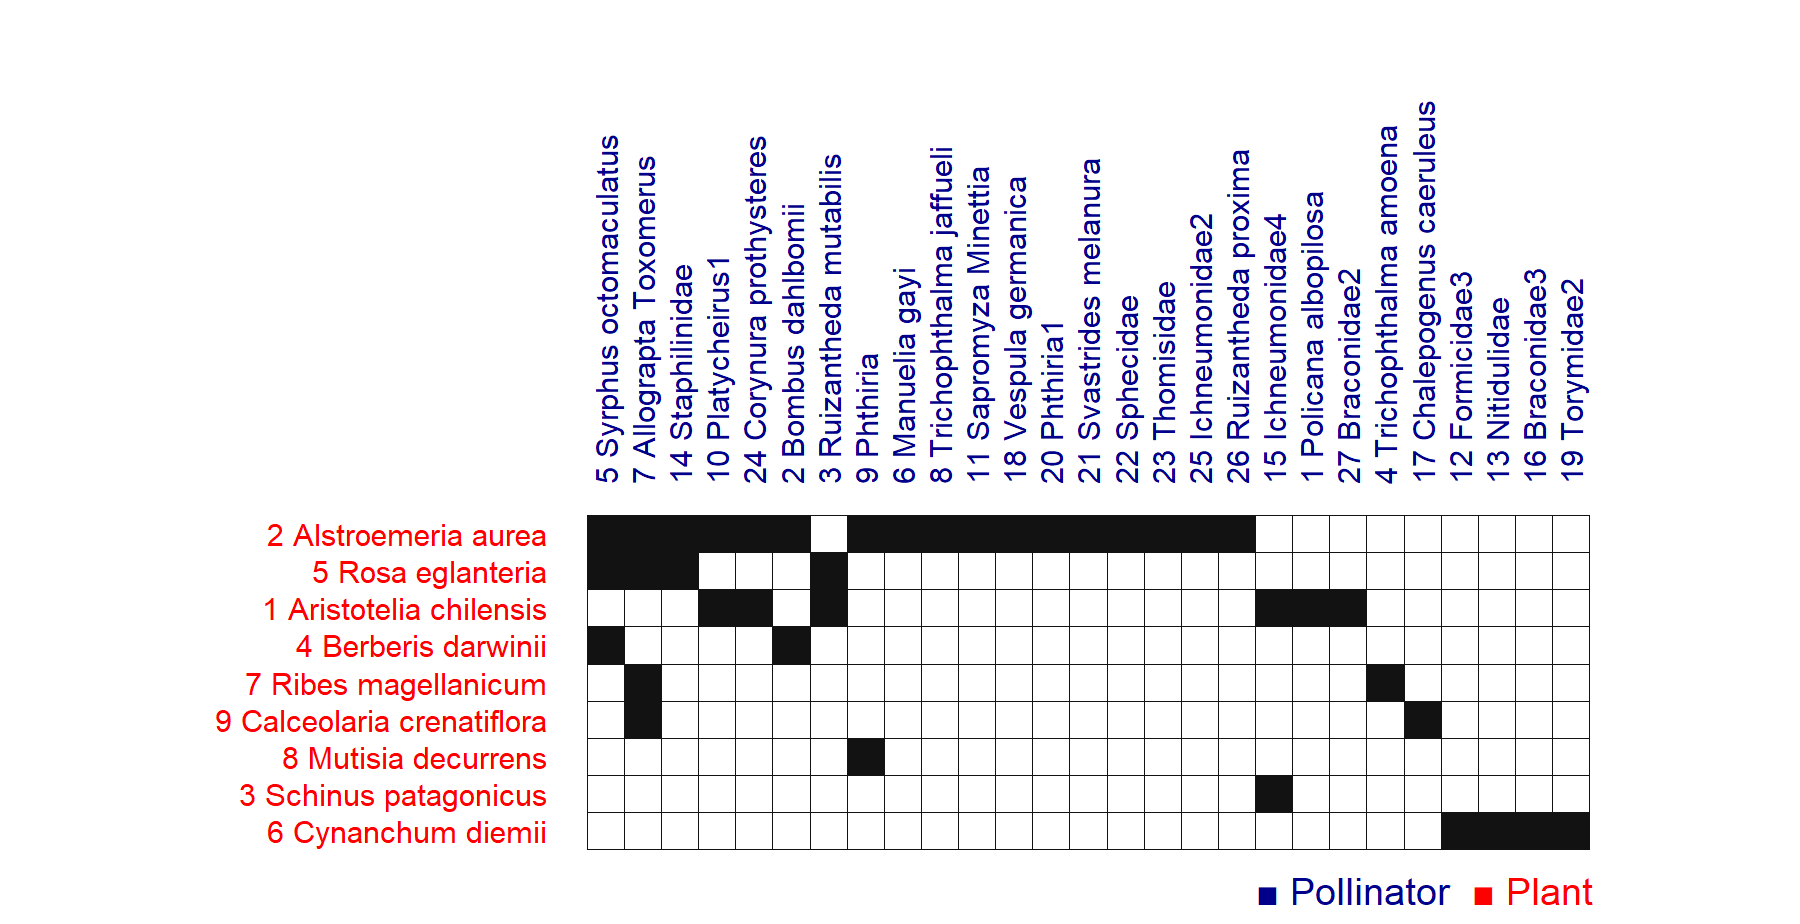 5 Syrphus octomaculatus
7 Allograpta Toxomerus
14 Staphilinidae
10 Platycheirus1
24 Corynura prothysteres
2 Bombus dahlbomii
3 Ruizantheda mutabilis
9 Phthiria
6 Manuelia gayi
8 Trichophthalma jaffueli
11 Sapromyza Minettia
18 Vespula germanica
20 Phthiria1
21 Svastrides melanura
22 Sphecidae
23 Thomisidae
25 Ichneumonidae2
26 Ruizantheda proxima
15 Ichneumonidae4
1 Policana albopilosa
27 Braconidae2
4 Trichophthalma amoena
17 Chalepogenus caeruleus
12 Formicidae3
13 Nitidulidae
16 Braconidae3
19 Torymidae2
2 Alstroemeria aurea
5 Rosa eglanteria
1 Aristotelia chilensis
4 Berberis darwinii
7 Ribes magellanicum
9 Calceolaria crenatiflora
8 Mutisia decurrens
3 Schinus patagonicus
6 Cynanchum diemii
Pollinator Plant